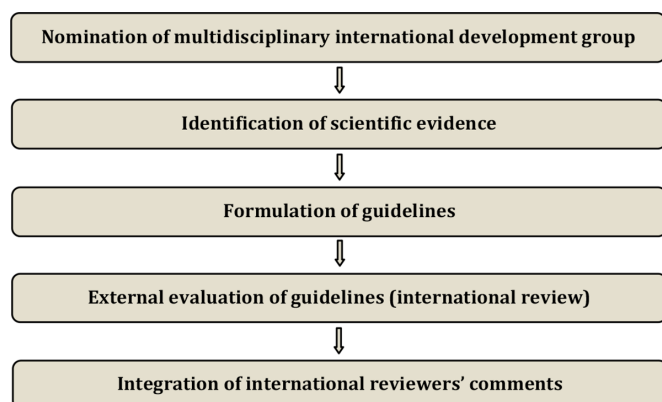 Nomination of multidisciplinary international development group
Identification of scientific evidence
Formulation of guidelines
External evaluation of guidelines (international review)
Integration of international reviewers’ comments